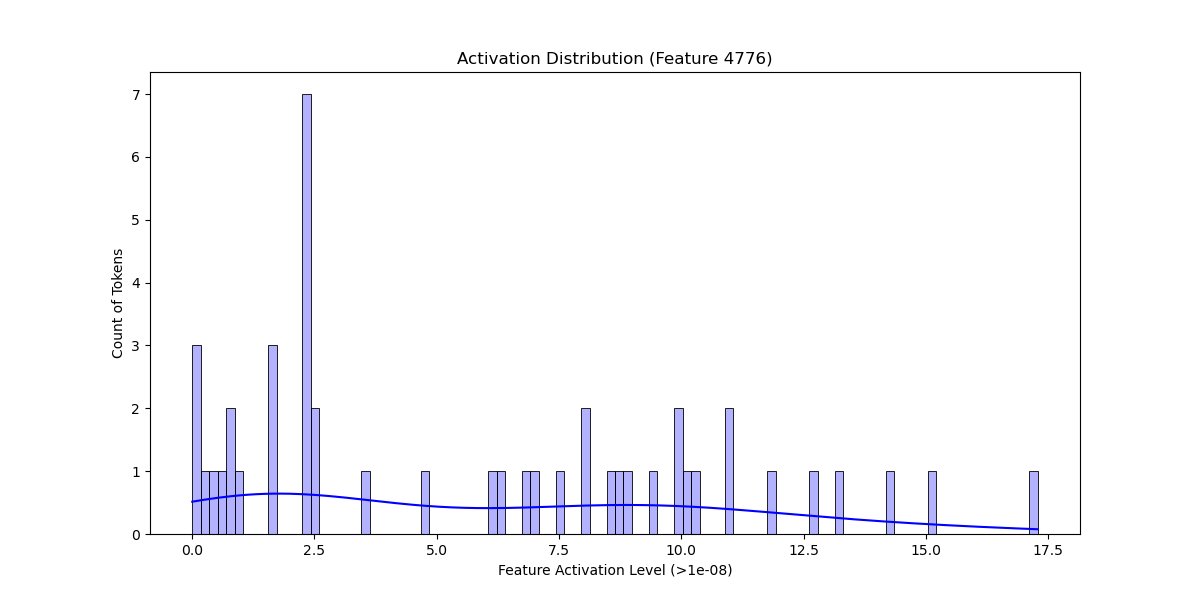 Activation Distribution (Feature 4776)
Count of Tokens
7
6
5
4
3
2
1
0
0.0 2.5 5.0 7.5 10.0 12.5 15.0 17.5
Feature Activation Level (>1e-08)